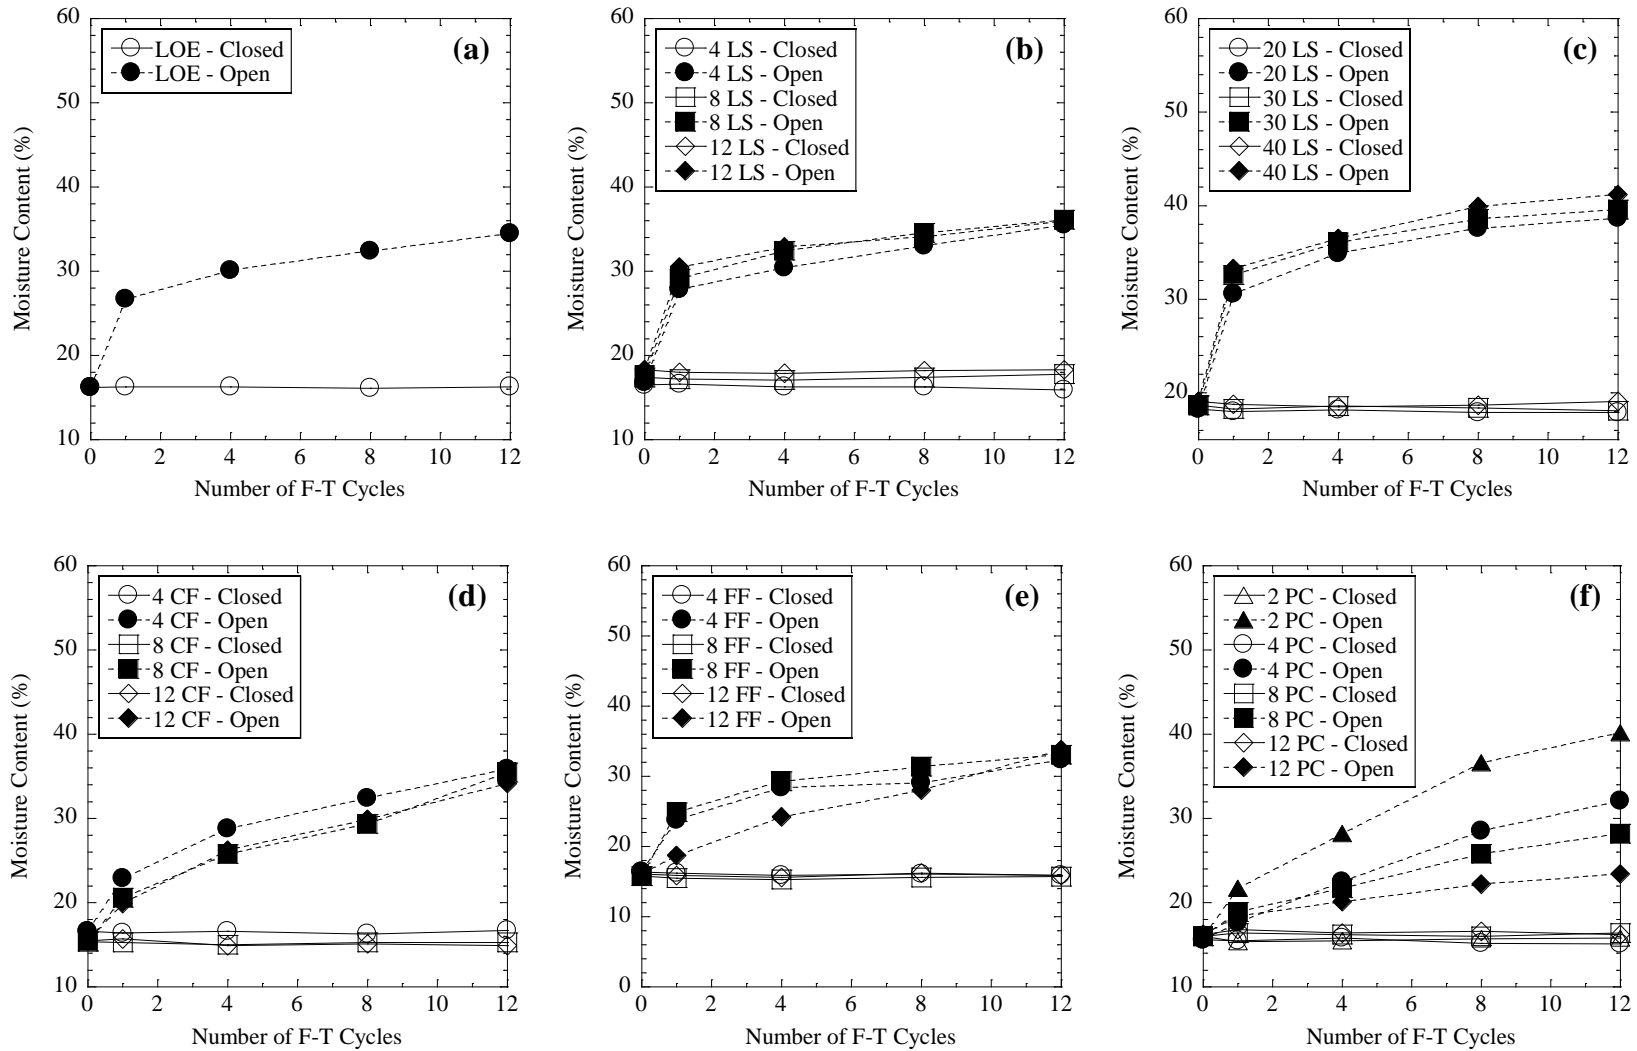 (a)
LOE - Closed
LOE - Open
60
50
40
30
20
10
0 2 4 6 8 10 12
Moisture Content (%)
Number of F-T Cycles
(b)
4 LS - Closed
4 LS - Open
8 LS - Closed
8 LS - Open
12 LS - Closed
12 LS - Open
60
50
40
30
20
10
0 2 4 6 8 10 12
Moisture Content (%)
Number of F-T Cycles
(c)
20 LS - Closed
20 LS - Open
30 LS - Closed
30 LS - Open
40 LS - Closed
40 LS - Open
60
50
40
30
20
0 2 4 6 8 10 12
Moisture Content (%)
Number of F-T Cycles
(d)
4 CF - Closed
4 CF - Open
8 CF - Closed
8 CF - Open
12 CF - Closed
12 CF - Open
60
50
40
30
20
10
0 2 4 6 8 10 12
Moisture Content (%)
Number of F-T Cycles
(e)
4 FF - Closed
4 FF - Open
8 FF - Closed
8 FF - Open
12 FF - Closed
12 FF - Open
60
50
40
30
20
10
0
0 2 4 6 8 10 12
Moisture Content (%)
Number of F-T Cycles
(f)
2 PC - Closed
2 PC - Open
4 PC - Closed
4 PC - Open
8 PC - Closed
8 PC - Open
12 PC - Closed
12 PC - Open
60
50
40
30
20
10
0 2 4 6 8 10 12
Moisture Content (%)
Number of F-T Cycles